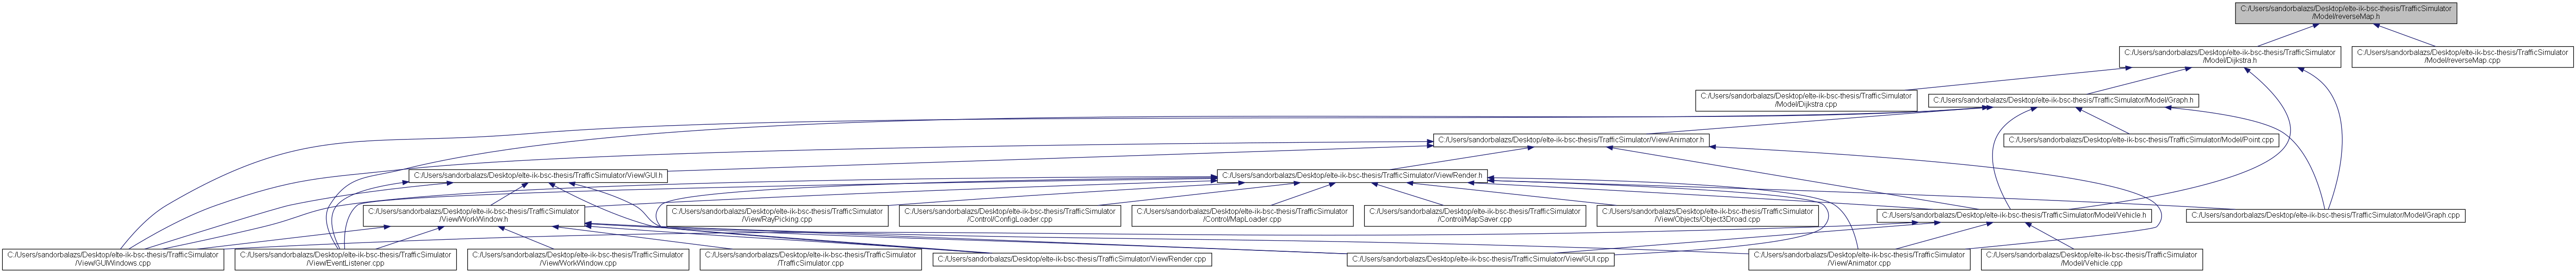 C:/Users/sandorbalazs/Desktop/elte-ik-bsc-thesis/TrafficSimulator
/Model/reverseMap.h
C:/Users/sandorbalazs/Desktop/elte-ik-bsc-thesis/TrafficSimulator
/Model/Dijkstra.h
C:/Users/sandorbalazs/Desktop/elte-ik-bsc-thesis/TrafficSimulator
/Model/reverseMap.cpp
C:/Users/sandorbalazs/Desktop/elte-ik-bsc-thesis/TrafficSimulator
/Model/Dijkstra.cpp
C:/Users/sandorbalazs/Desktop/elte-ik-bsc-thesis/TrafficSimulator/Model/Graph.h
C:/Users/sandorbalazs/Desktop/elte-ik-bsc-thesis/TrafficSimulator/View/Animator.h
C:/Users/sandorbalazs/Desktop/elte-ik-bsc-thesis/TrafficSimulator/Model/Point.cpp
C:/Users/sandorbalazs/Desktop/elte-ik-bsc-thesis/TrafficSimulator/View/GUI.h
C:/Users/sandorbalazs/Desktop/elte-ik-bsc-thesis/TrafficSimulator/View/Render.h
C:/Users/sandorbalazs/Desktop/elte-ik-bsc-thesis/TrafficSimulator
/View/WorkWindow.h
C:/Users/sandorbalazs/Desktop/elte-ik-bsc-thesis/TrafficSimulator
/View/RayPicking.cpp
C:/Users/sandorbalazs/Desktop/elte-ik-bsc-thesis/TrafficSimulator
/Control/ConfigLoader.cpp
C:/Users/sandorbalazs/Desktop/elte-ik-bsc-thesis/TrafficSimulator
/Control/MapLoader.cpp
C:/Users/sandorbalazs/Desktop/elte-ik-bsc-thesis/TrafficSimulator
/Control/MapSaver.cpp
C:/Users/sandorbalazs/Desktop/elte-ik-bsc-thesis/TrafficSimulator
/View/Objects/Object3Droad.cpp
C:/Users/sandorbalazs/Desktop/elte-ik-bsc-thesis/TrafficSimulator/Model/Vehicle.h
C:/Users/sandorbalazs/Desktop/elte-ik-bsc-thesis/TrafficSimulator/Model/Graph.cpp
C:/Users/sandorbalazs/Desktop/elte-ik-bsc-thesis/TrafficSimulator
/View/GUIWindows.cpp
C:/Users/sandorbalazs/Desktop/elte-ik-bsc-thesis/TrafficSimulator
/View/EventListener.cpp
C:/Users/sandorbalazs/Desktop/elte-ik-bsc-thesis/TrafficSimulator
/View/WorkWindow.cpp
C:/Users/sandorbalazs/Desktop/elte-ik-bsc-thesis/TrafficSimulator
/TrafficSimulator.cpp
C:/Users/sandorbalazs/Desktop/elte-ik-bsc-thesis/TrafficSimulator/View/Render.cpp
C:/Users/sandorbalazs/Desktop/elte-ik-bsc-thesis/TrafficSimulator/View/GUI.cpp
C:/Users/sandorbalazs/Desktop/elte-ik-bsc-thesis/TrafficSimulator
/View/Animator.cpp
C:/Users/sandorbalazs/Desktop/elte-ik-bsc-thesis/TrafficSimulator
/Model/Vehicle.cpp